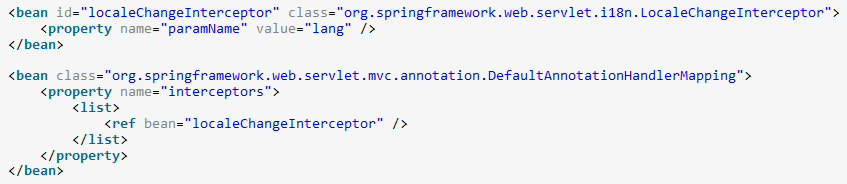 <bean id="localeChangeInterceptor" class="org.springframework.web.servlet.i18n.LocaleChangeInterceptor">
    <property name="paramName" value="lang" />
</bean>

<bean class="org.springframework.web.servlet.mvc.annotation.DefaultAnnotationHandlerMapping">
    <property name="interceptors">
        <list>
            <ref bean="localeChangeInterceptor" />
        </list>
    </property>
</bean>